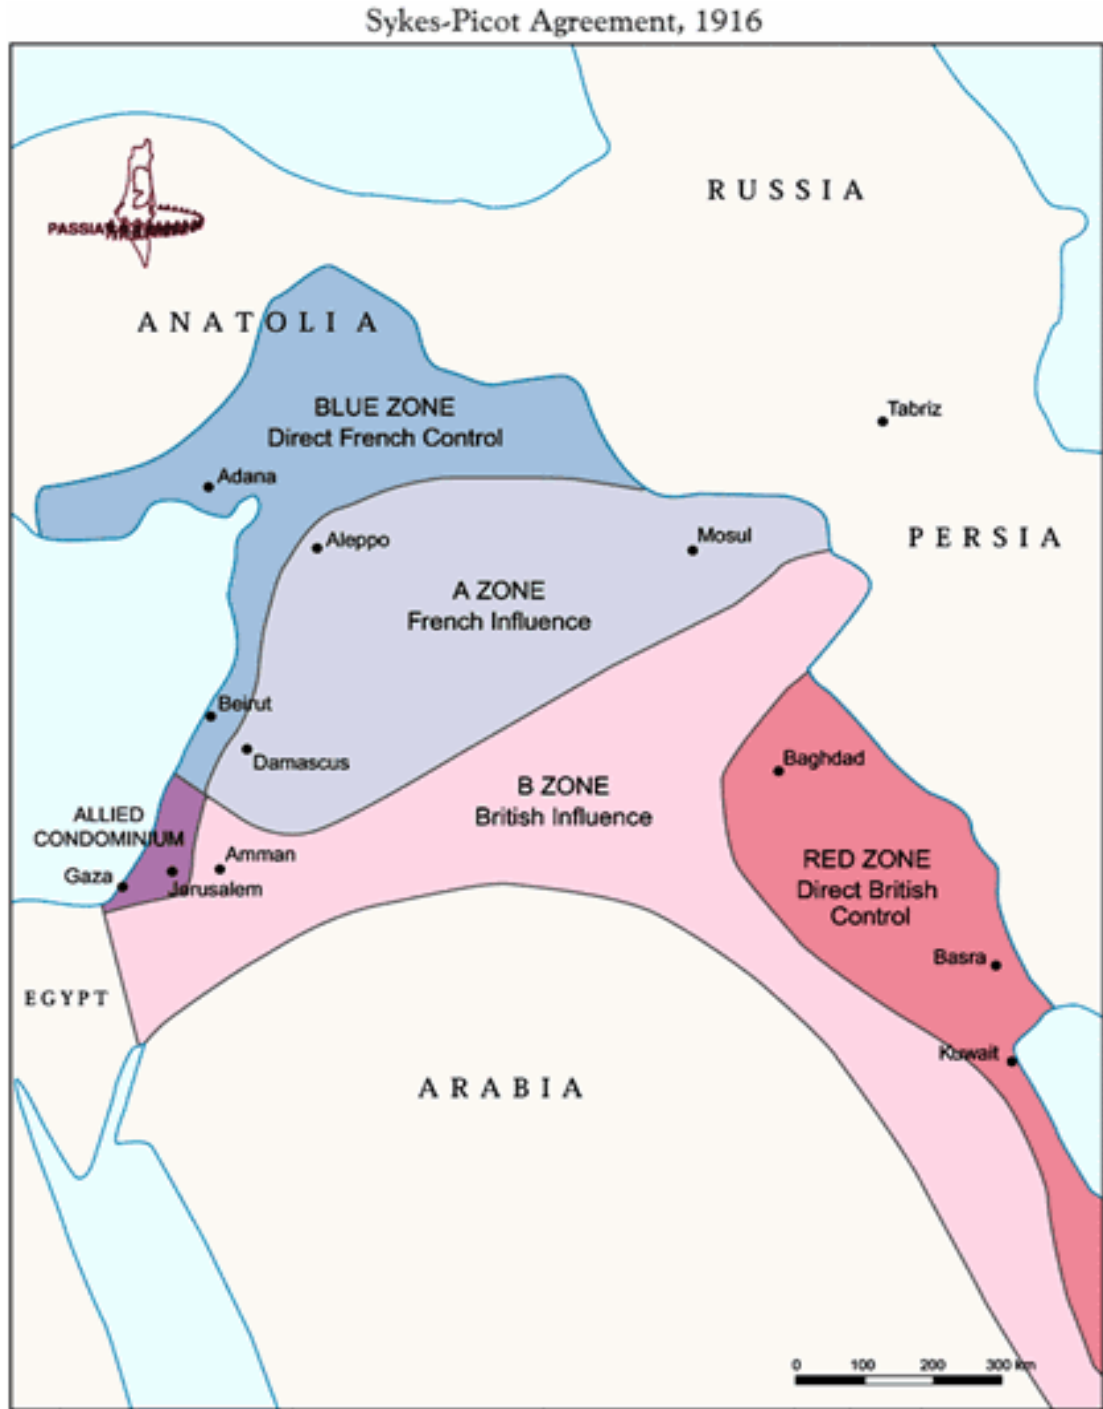 Sykes-Picot Agreement, 1916
RUSSIA
PASSIA
ANATOLIA
BLUE ZONE
Direct French Control
Tabriz
Adana
Aleppo
Mosul
PERSIA
A ZONE
French Influence
Beirut
Damascus
Baghdad
B ZONE
British Influence
ALLIED
CONDOMINIUM
Amman
Gaza
Jerusalem
RED ZONE
Direct British
Control
Basra
EGYPT
Kuwait
ARABIA
0 100 200 300 km